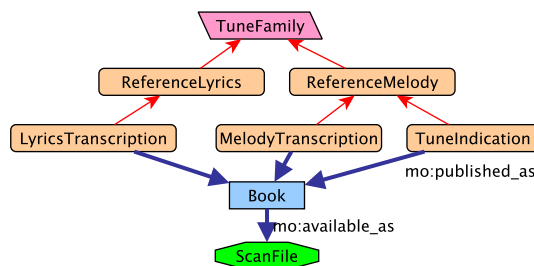 TuneFamily
ReferenceLyrics
ReferenceMelody
LyricsTranscription
MelodyTranscription
TuneIndication
mo:published_as
Book
mo:available_as
ScanFile